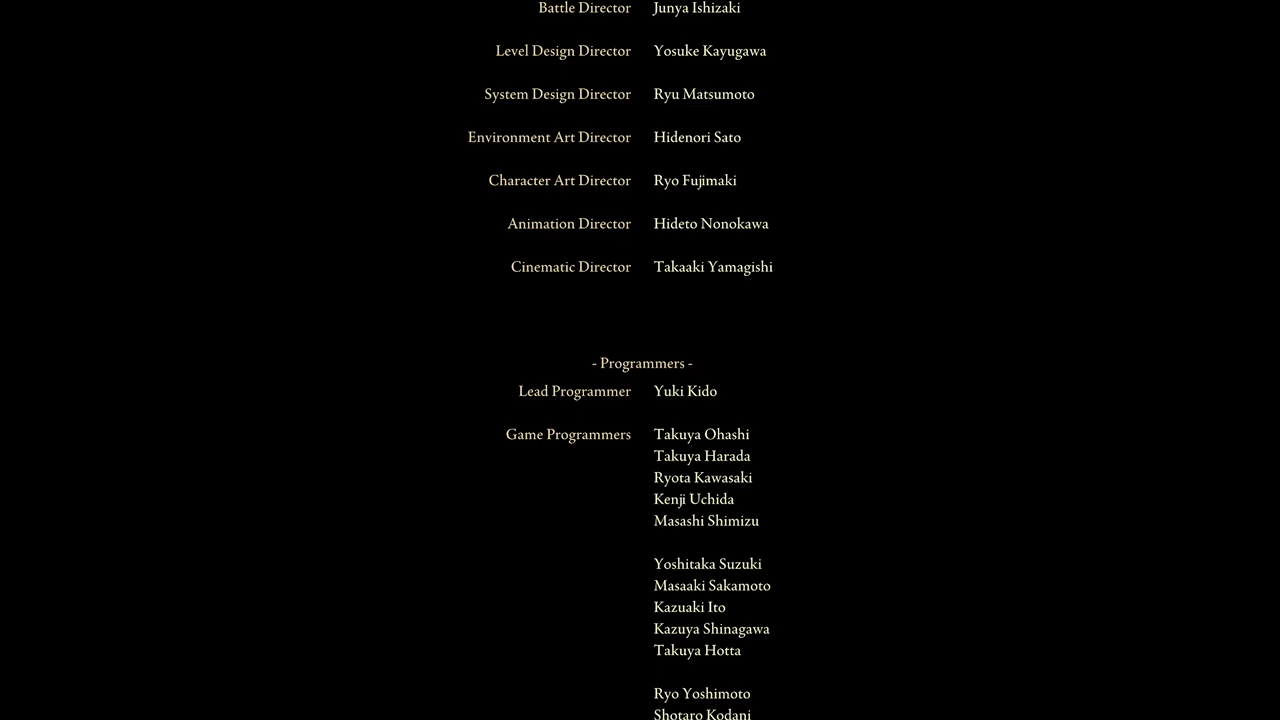 Battle Director Junya Ishizaki
Level Design Director Yosuke Kayugawa
System Design Director Ryu Matsumoto
Environment Art Director Hidenori Sato
Character Art Director Ryo Fujimaki
Animation Director Hideto Nonokawa
Cinematic Director Takaaki Yamagishi
- Programmers -
Lead Programmer Yuki Kido
Game Programmers Takuya Ohashi
Takuya Harada
Ryota Kawasaki
Kenji Uchida
Masashi Shimizu
Yoshitaka Suzuki
Masaaki Sakamoto
Kazuaki Ito
Kazuya Shinagawa
Takuya Hotta
Ryo Yoshimoto
Shotaro Kodani